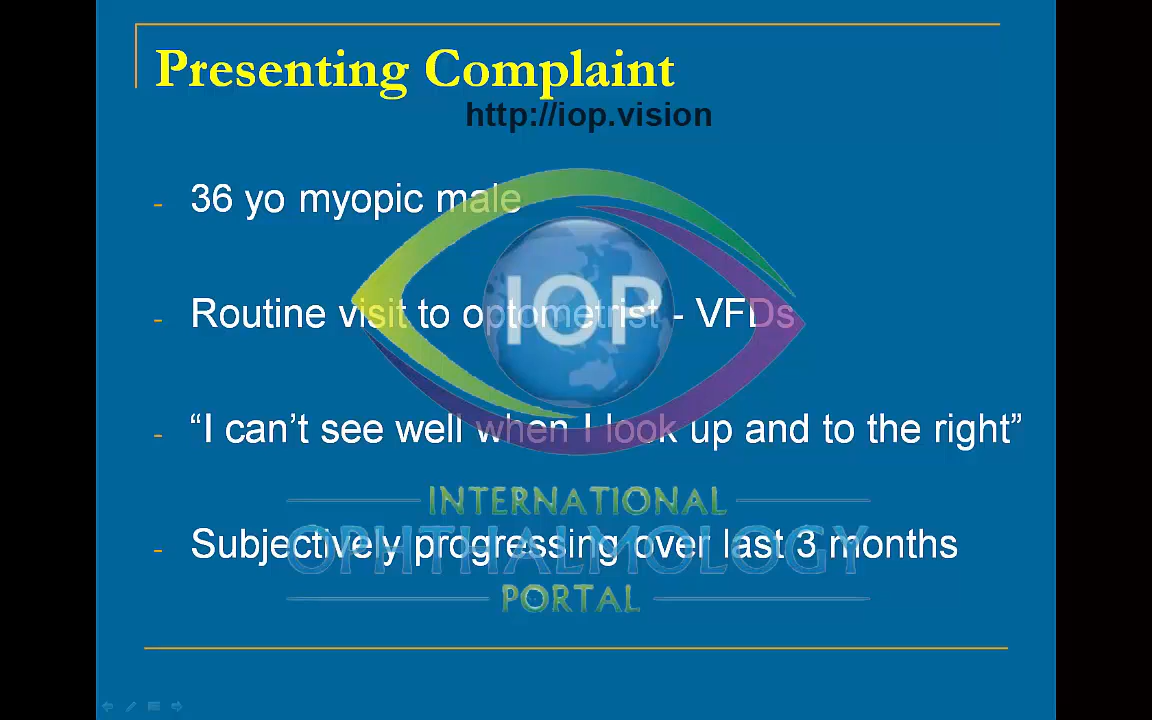 Presenting Complaint
http://iop.vision
- 36 yo myopic male
- Routine visit to optometrist - VFDs
IOP
- “I can’t see well when I look up and to the right”
INTERNATIONAL
- Subjectively progressing over last 3 months
OPHTHALMOLOGY
PORTAL